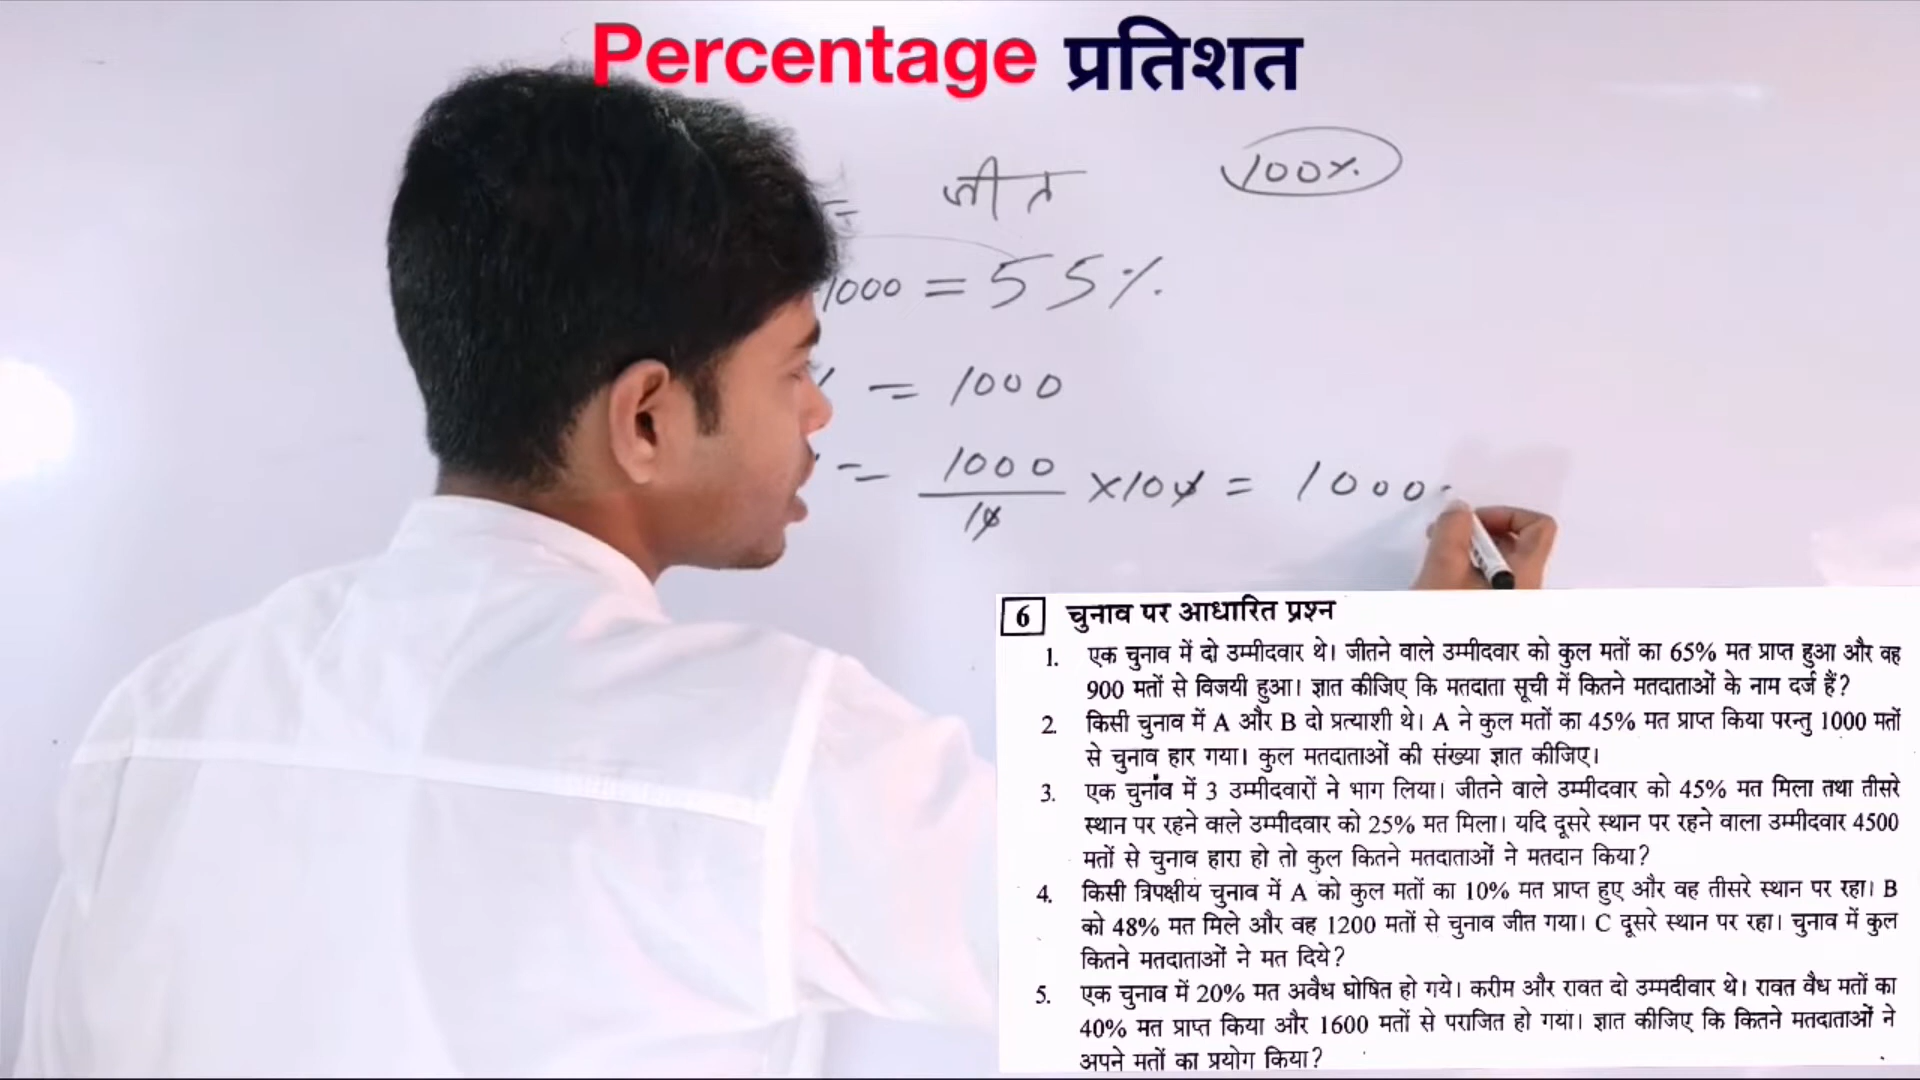 Percentage प्रतिशत
= जीत 100%
1000 = 55%
= 1000
= 1000/10 ×100 = 1000
6 चुनाव पर आधारित प्रश्न
1. एक चुनाव में दो उम्मीदवार थे। जीतने वाले उम्मीदवार को कुल मतों का 65% मत प्राप्त हुआ और वह
900 मतों से विजयी हुआ। ज्ञात कीजिए कि मतदाता सूची में कितने मतदाताओं के नाम दर्ज हैं?
2. किसी चुनाव में A और B दो प्रत्याशी थे। A ने कुल मतों का 45% मत प्राप्त किया परन्तु 1000 मतों
से चुनाव हार गया। कुल मतदाताओं की संख्या ज्ञात कीजिए।
3. एक चुनांव में 3 उम्मीदवारों ने भाग लिया। जीतने वाले उम्मीदवार को 45% मत मिला तथा तीसरे
स्थान पर रहने वाले उम्मीदवार को 25% मत मिला। यदि दूसरे स्थान पर रहने वाला उम्मीदवार 4500
मतों से चुनाव हारा हो तो कुल कितने मतदाताओं ने मतदान किया?
4. किसी त्रिपक्षीय चुनाव में A को कुल मतों का 10% मत प्राप्त हुए और वह तीसरे स्थान पर रहा। B
को 48% मत मिले और वह 1200 मतों से चुनाव जीत गया। C दूसरे स्थान पर रहा। चुनाव में कुल
कितने मतदाताओं ने मत दिये?
5. एक चुनाव में 20% मत अवैध घोषित हो गये। करीम और रावत दो उम्मदीवार थे। रावत वैध मतों का
40% मत प्राप्त किया और 1600 मतों से पराजित हो गया। ज्ञात कीजिए कि कितने मतदाताओं ने
अपने मतों का प्रयोग किया?